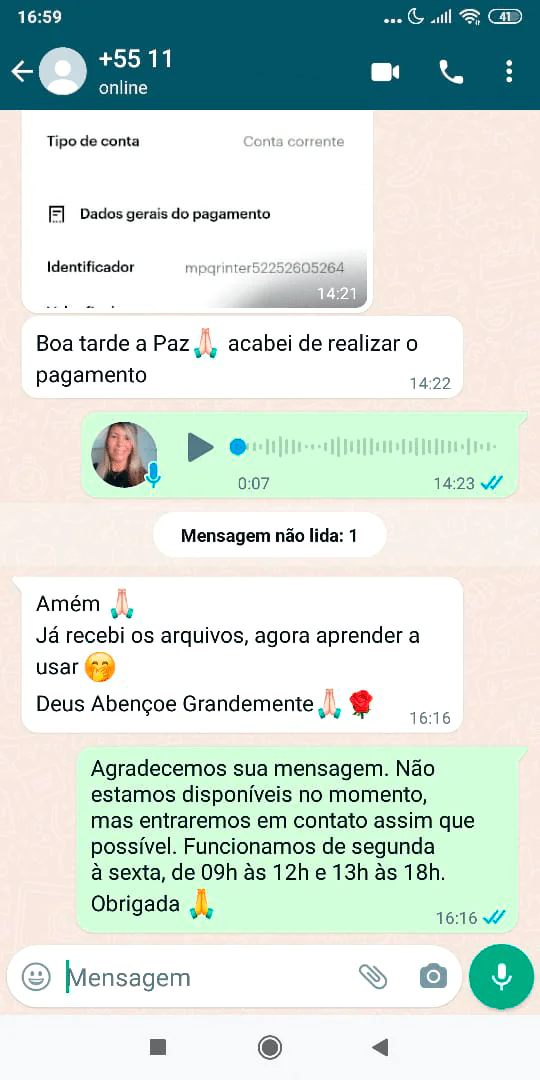 16:59
41
+55 11
online
Tipo de conta Conta corrente
Dados gerais do pagamento
Identificador mpqrinter52252605264
14:21
Boa tarde a Paz🙏🏻 acabei de realizar o
pagamento
14:22
0:07 14:23
Mensagem não lida: 1
Amém 🙏🏻
Já recebi os arquivos, agora aprender a
usar 🤭
Deus Abençoe Grandemente🙏🏻🌹
16:16
Agradecemos sua mensagem. Não
estamos disponíveis no momento,
mas entraremos em contato assim que
possível. Funcionamos de segunda
à sexta, de 09h às 12h e 13h às 18h.
Obrigada 🙏
16:16
Mensagem